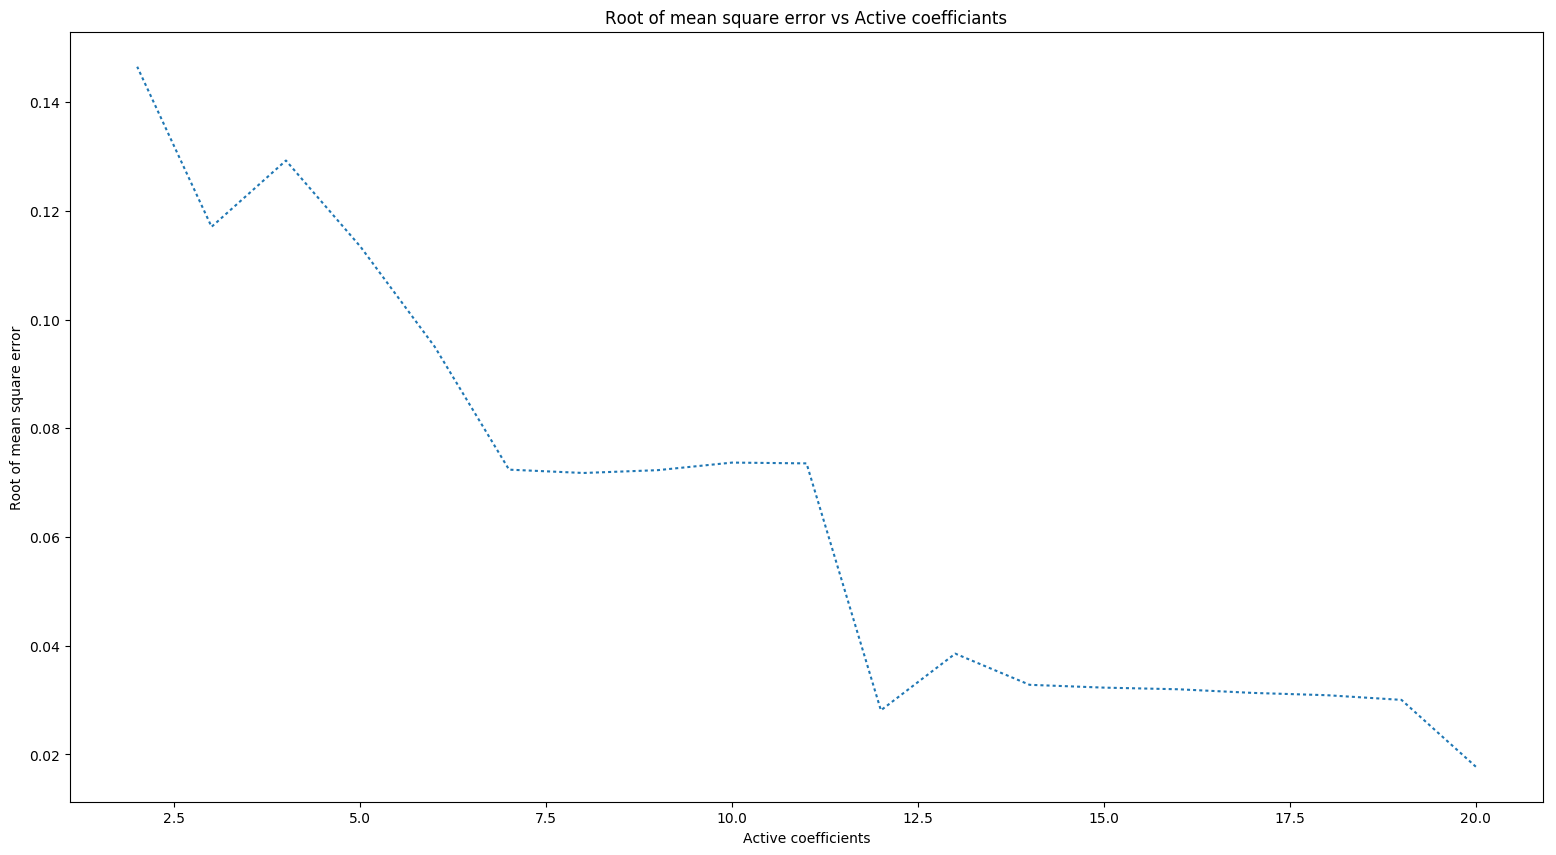 Root of mean square error vs Active coefficiants
Root of mean square error
0.14
0.12
0.10
0.08
0.06
0.04
0.02
2.5 5.0 7.5 10.0 12.5 15.0 17.5 20.0
Active coefficients